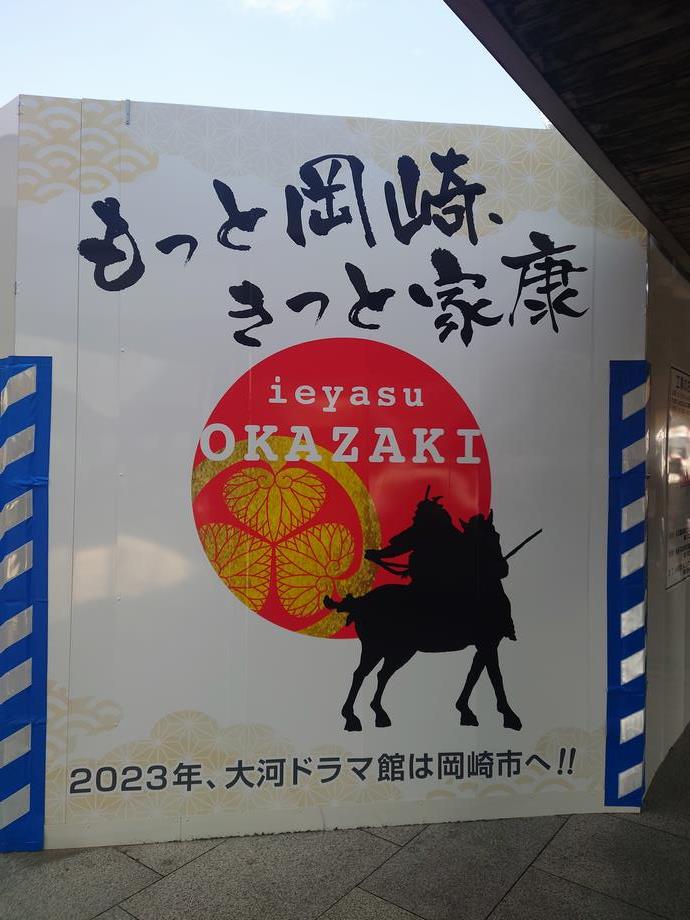 もっと岡崎、
きっと家康
ieyasu
OKAZAKI
2023年、大河ドラマ館は岡崎市へ!!